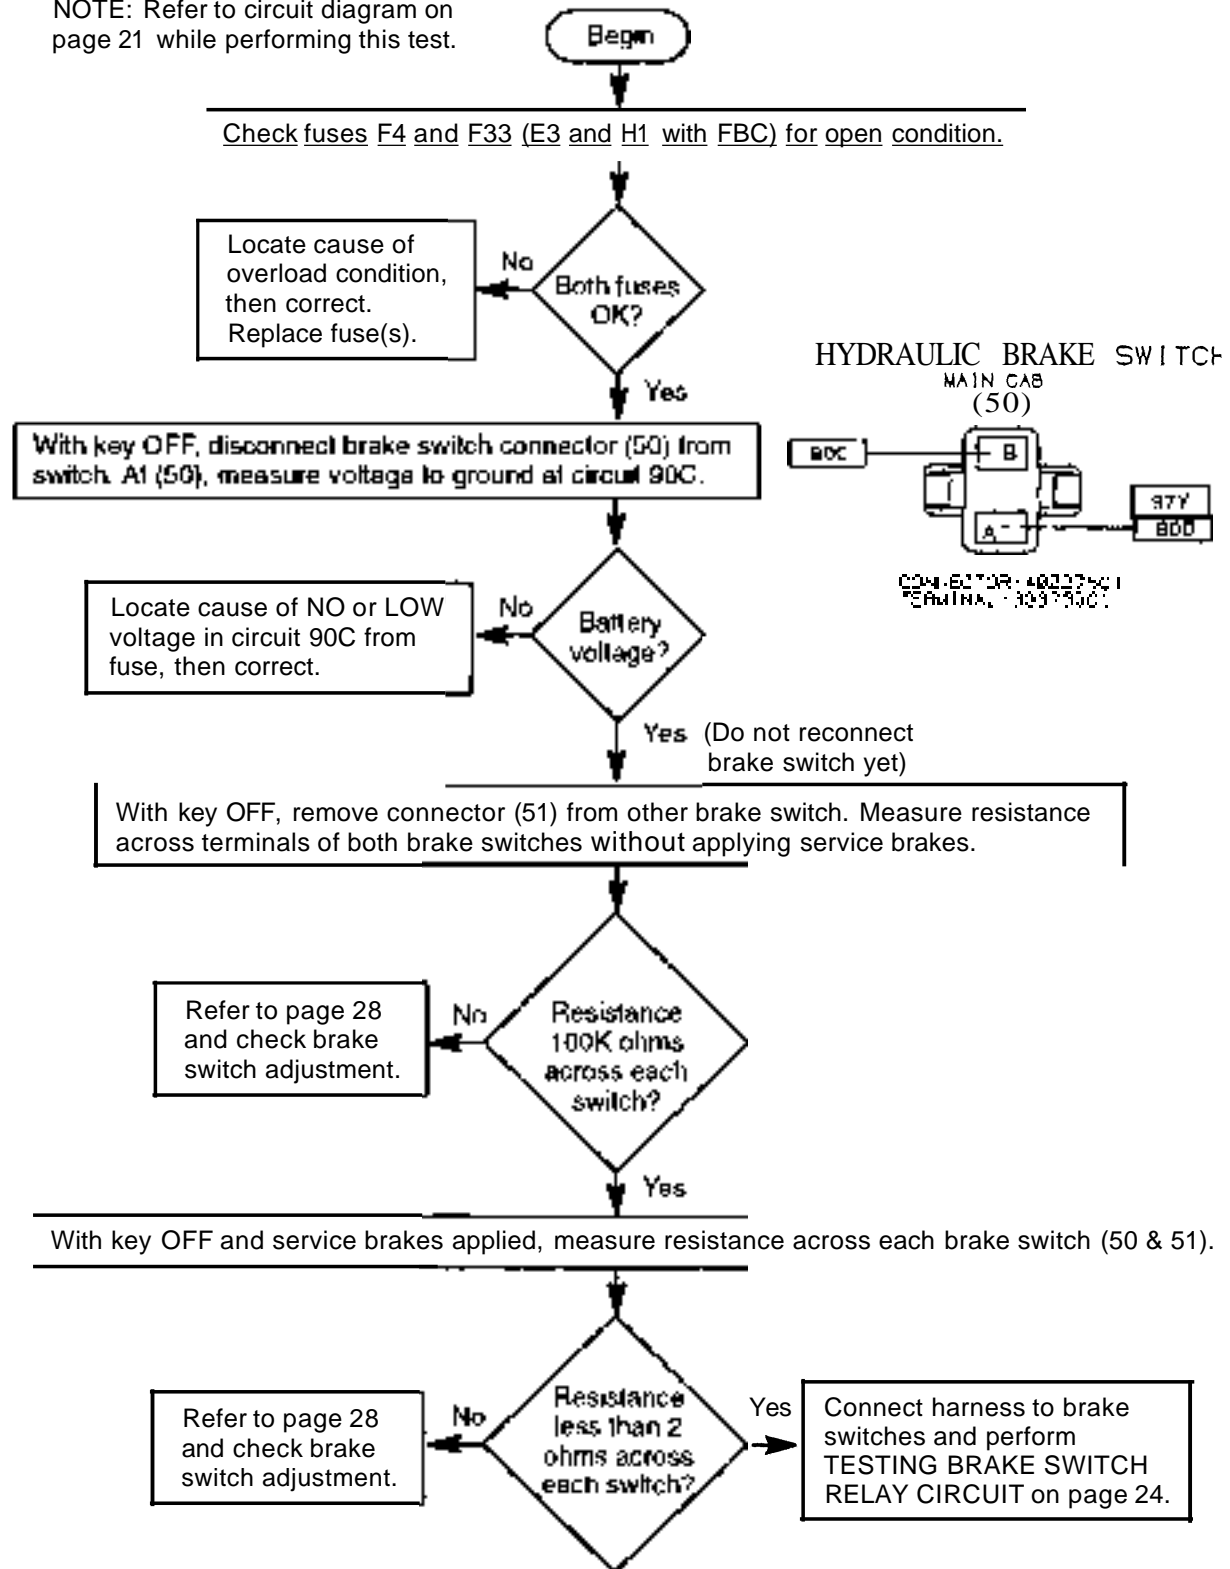 NOTE: Refer to circuit diagram on
page 21 while performing this test.
Begin
Check fuses F4 and F33 (E3 and H1 with FBC) for open condition.
Locate cause of
overload condition,
then correct.
Replace fuse(s).
No
Both fuses
OK?
Yes
HYDRAULIC BRAKE SWITCH
MAIN CAB
(50)
90C
B
A
97Y
90D
With key OFF, disconnect brake switch connector (50) from
switch. At (50), measure voltage to ground at circuit 90C.
Locate cause of NO or LOW
voltage in circuit 90C from
fuse, then correct.
No
Battery
voltage?
Yes (Do not reconnect
brake switch yet)
With key OFF, remove connector (51) from other brake switch. Measure resistance
across terminals of both brake switches without applying service brakes.
Refer to page 28
and check brake
switch adjustment.
No
Resistance
100K ohms
across each
switch?
Yes
With key OFF and service brakes applied, measure resistance across each brake switch (50 & 51).
Refer to page 28
and check brake
switch adjustment.
No
Resistance
less than 2
ohms across
each switch?
Yes
Connect harness to brake
switches and perform
TESTING BRAKE SWITCH
RELAY CIRCUIT on page 24.